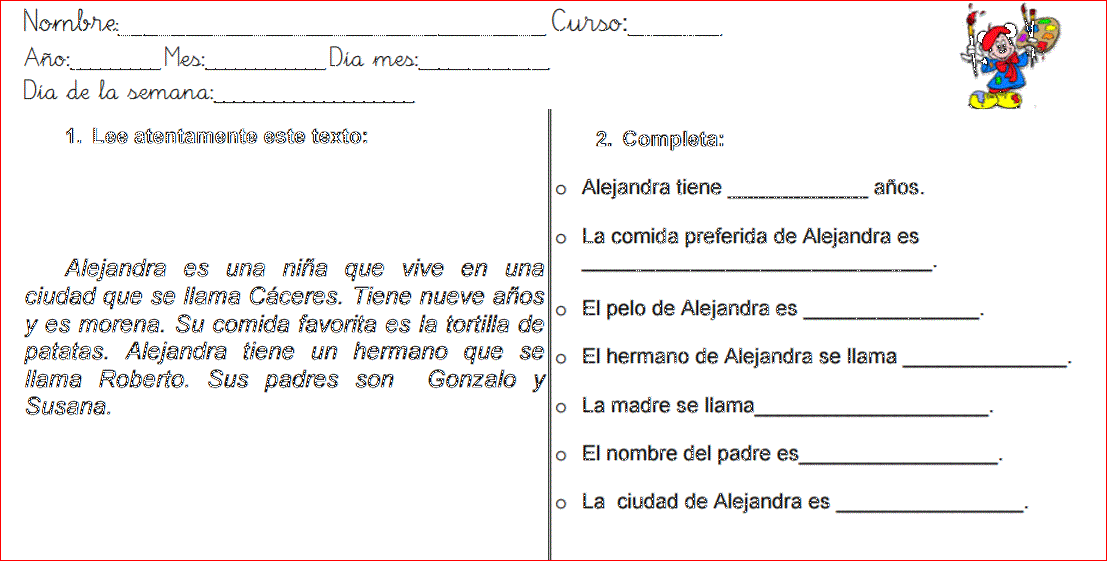 Nombre:______________________ Curso:________
Año:________ Mes:__________ Día mes:___________
Día de la semana:_________________
1. Lee atentamente este texto:
Alejandra es una niña que vive en una
ciudad que se llama Cáceres. Tiene nueve años
y es morena. Su comida favorita es la tortilla de
patatas. Alejandra tiene un hermano que se
llama Roberto. Sus padres son Gonzalo y
Susana.
2. Completa:
o Alejandra tiene ____________ años.
o La comida preferida de Alejandra es
______________________________.
o El pelo de Alejandra es _______________.
o El hermano de Alejandra se llama ______________.
o La madre se llama____________________.
o El nombre del padre es_________________.
o La ciudad de Alejandra es ________________.